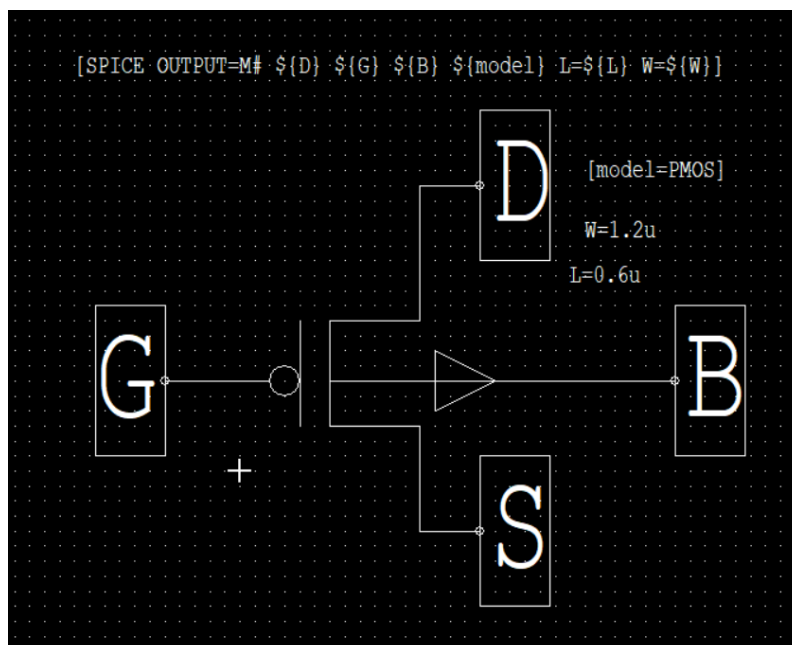 [SPICE OUTPUT=M# ${D} ${G} ${B} ${model} L=${L} W=${W}]
D
[model=PMOS]
W=1.2u
L=0.6u
G
B
S